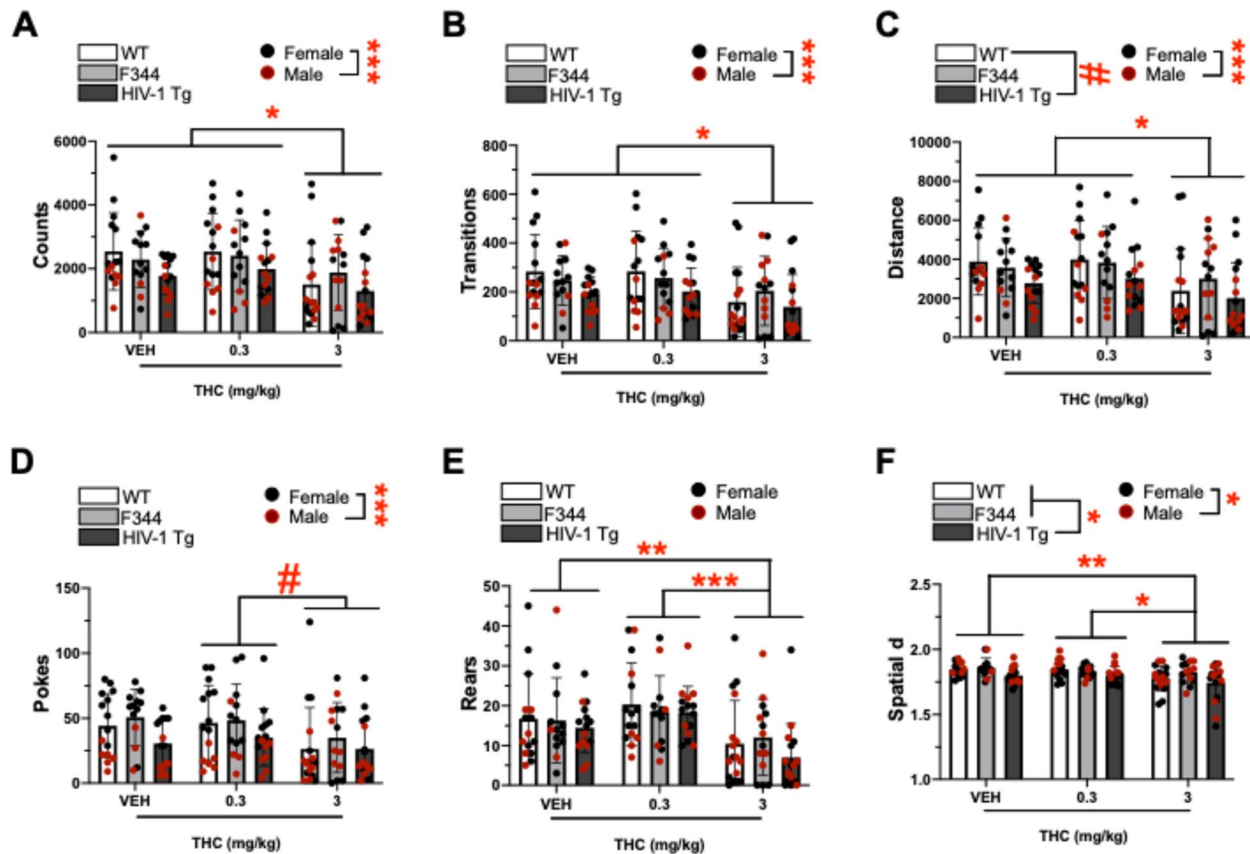 A
WT
F344
HIV-1 Tg
Female
Male
***
*
Counts
6000
4000
2000
0
VEH
0.3
3
THC (mg/kg)
B
WT
F344
HIV-1 Tg
Female
Male
***
*
Transitions
800
600
400
200
0
VEH
0.3
3
THC (mg/kg)
C
WT
F344
HIV-1 Tg
#
Female
Male
***
*
Distance
10000
8000
6000
4000
2000
0
VEH
0.3
3
THC (mg/kg)
D
WT
F344
HIV-1 Tg
Female
Male
***
#
Pokes
150
100
50
0
VEH
0.3
3
THC (mg/kg)
E
WT
F344
HIV-1 Tg
Female
Male
**
***
Rears
50
40
30
20
10
0
VEH
0.3
3
THC (mg/kg)
F
WT
F344
HIV-1 Tg
*
Female
Male
*
**
*
Spatial d
2.5
2.0
1.5
1.0
VEH
0.3
3
THC (mg/kg)